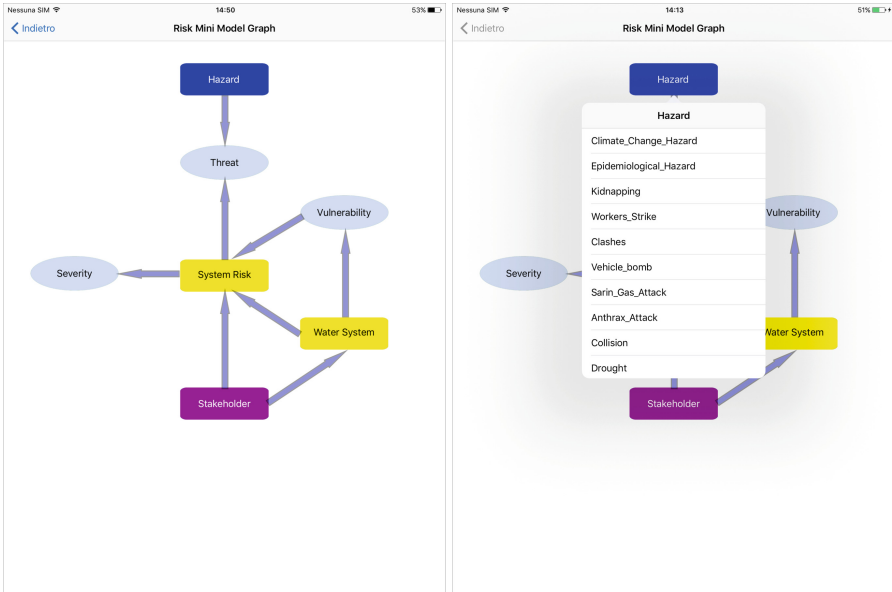 Nessuna SIM 14:50 53%
Indietro Risk Mini Model Graph
Hazard
Threat
Vulnerability
Severity
System Risk
Water System
Stakeholder
Nessuna SIM 14:13 51%
Indietro Risk Mini Model Graph
Hazard
Hazard
Climate_Change_Hazard
Epidemiological_Hazard
Kidnapping
Workers_Strike
Clashes
Vehicle_bomb
Sarin_Gas_Attack
Anthrax_Attack
Collision
Drought
Vulnerability
Severity
Water System
Stakeholder